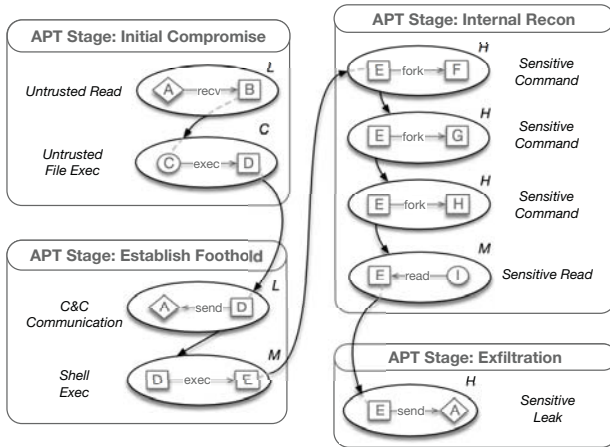 APT Stage: Initial Compromise
L
Untrusted Read
A recv B
C
Untrusted
File Exec
C exec D
APT Stage: Establish Foothold
L
C&C
Communication
A send D
M
Shell
Exec
D exec E
APT Stage: Internal Recon
H
E fork F
Sensitive
Command
H
E fork G
Sensitive
Command
H
E fork H
Sensitive
Command
M
E read I
Sensitive Read
APT Stage: Exfiltration
H
E send A
Sensitive
Leak